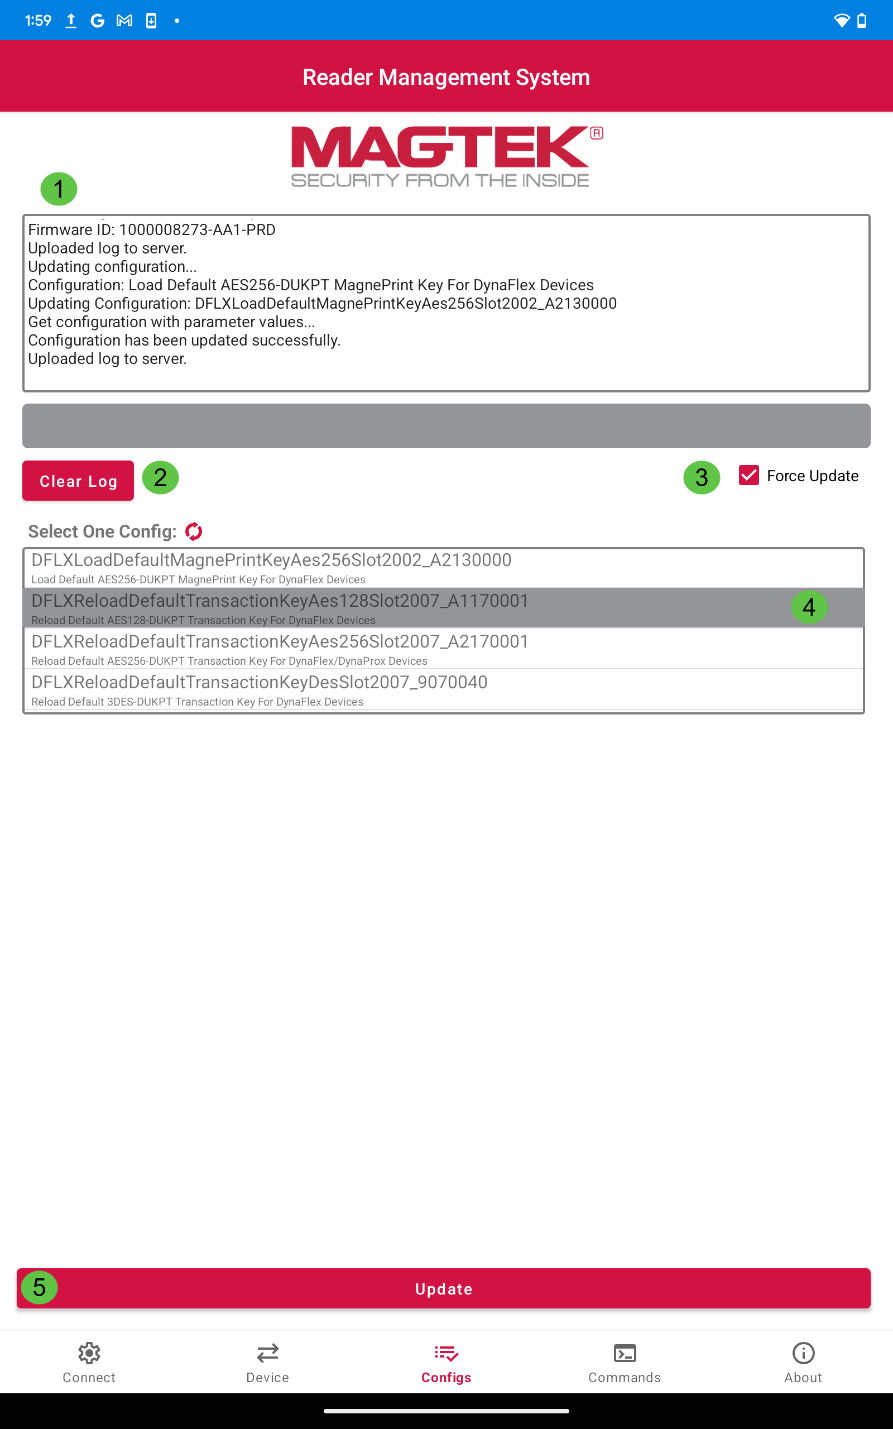 1:59
Reader Management System
MAGTEK®
SECURITY FROM THE INSIDE
1
Firmware ID: 1000008273-AA1-PRD
Uploaded log to server.
Updating configuration...
Configuration: Load Default AES256-DUKPT MagnePrint Key For DynaFlex Devices
Updating Configuration: DFLXLoadDefaultMagnePrintKeyAes256Slot2002_A2130000
Get configuration with parameter values...
Configuration has been updated successfully.
Uploaded log to server.
Clear Log 2 3 Force Update
Select One Config:
DFLXLoadDefaultMagnePrintKeyAes256Slot2002_A2130000
Load Default AES256-DUKPT MagnePrint Key For DynaFlex Devices
DFLXReloadDefaultTransactionKeyAes128Slot2007_A1170001 4
Reload Default AES128-DUKPT Transaction Key For DynaFlex Devices
DFLXReloadDefaultTransactionKeyAes256Slot2007_A2170001
Reload Default AES256-DUKPT Transaction Key For DynaFlex/DynaProx Devices
DFLXReloadDefaultTransactionKeyDesSlot2007_9070040
Reload Default 3DES-DUKPT Transaction Key For DynaFlex Devices
5 Update
Connect Device Configs Commands About